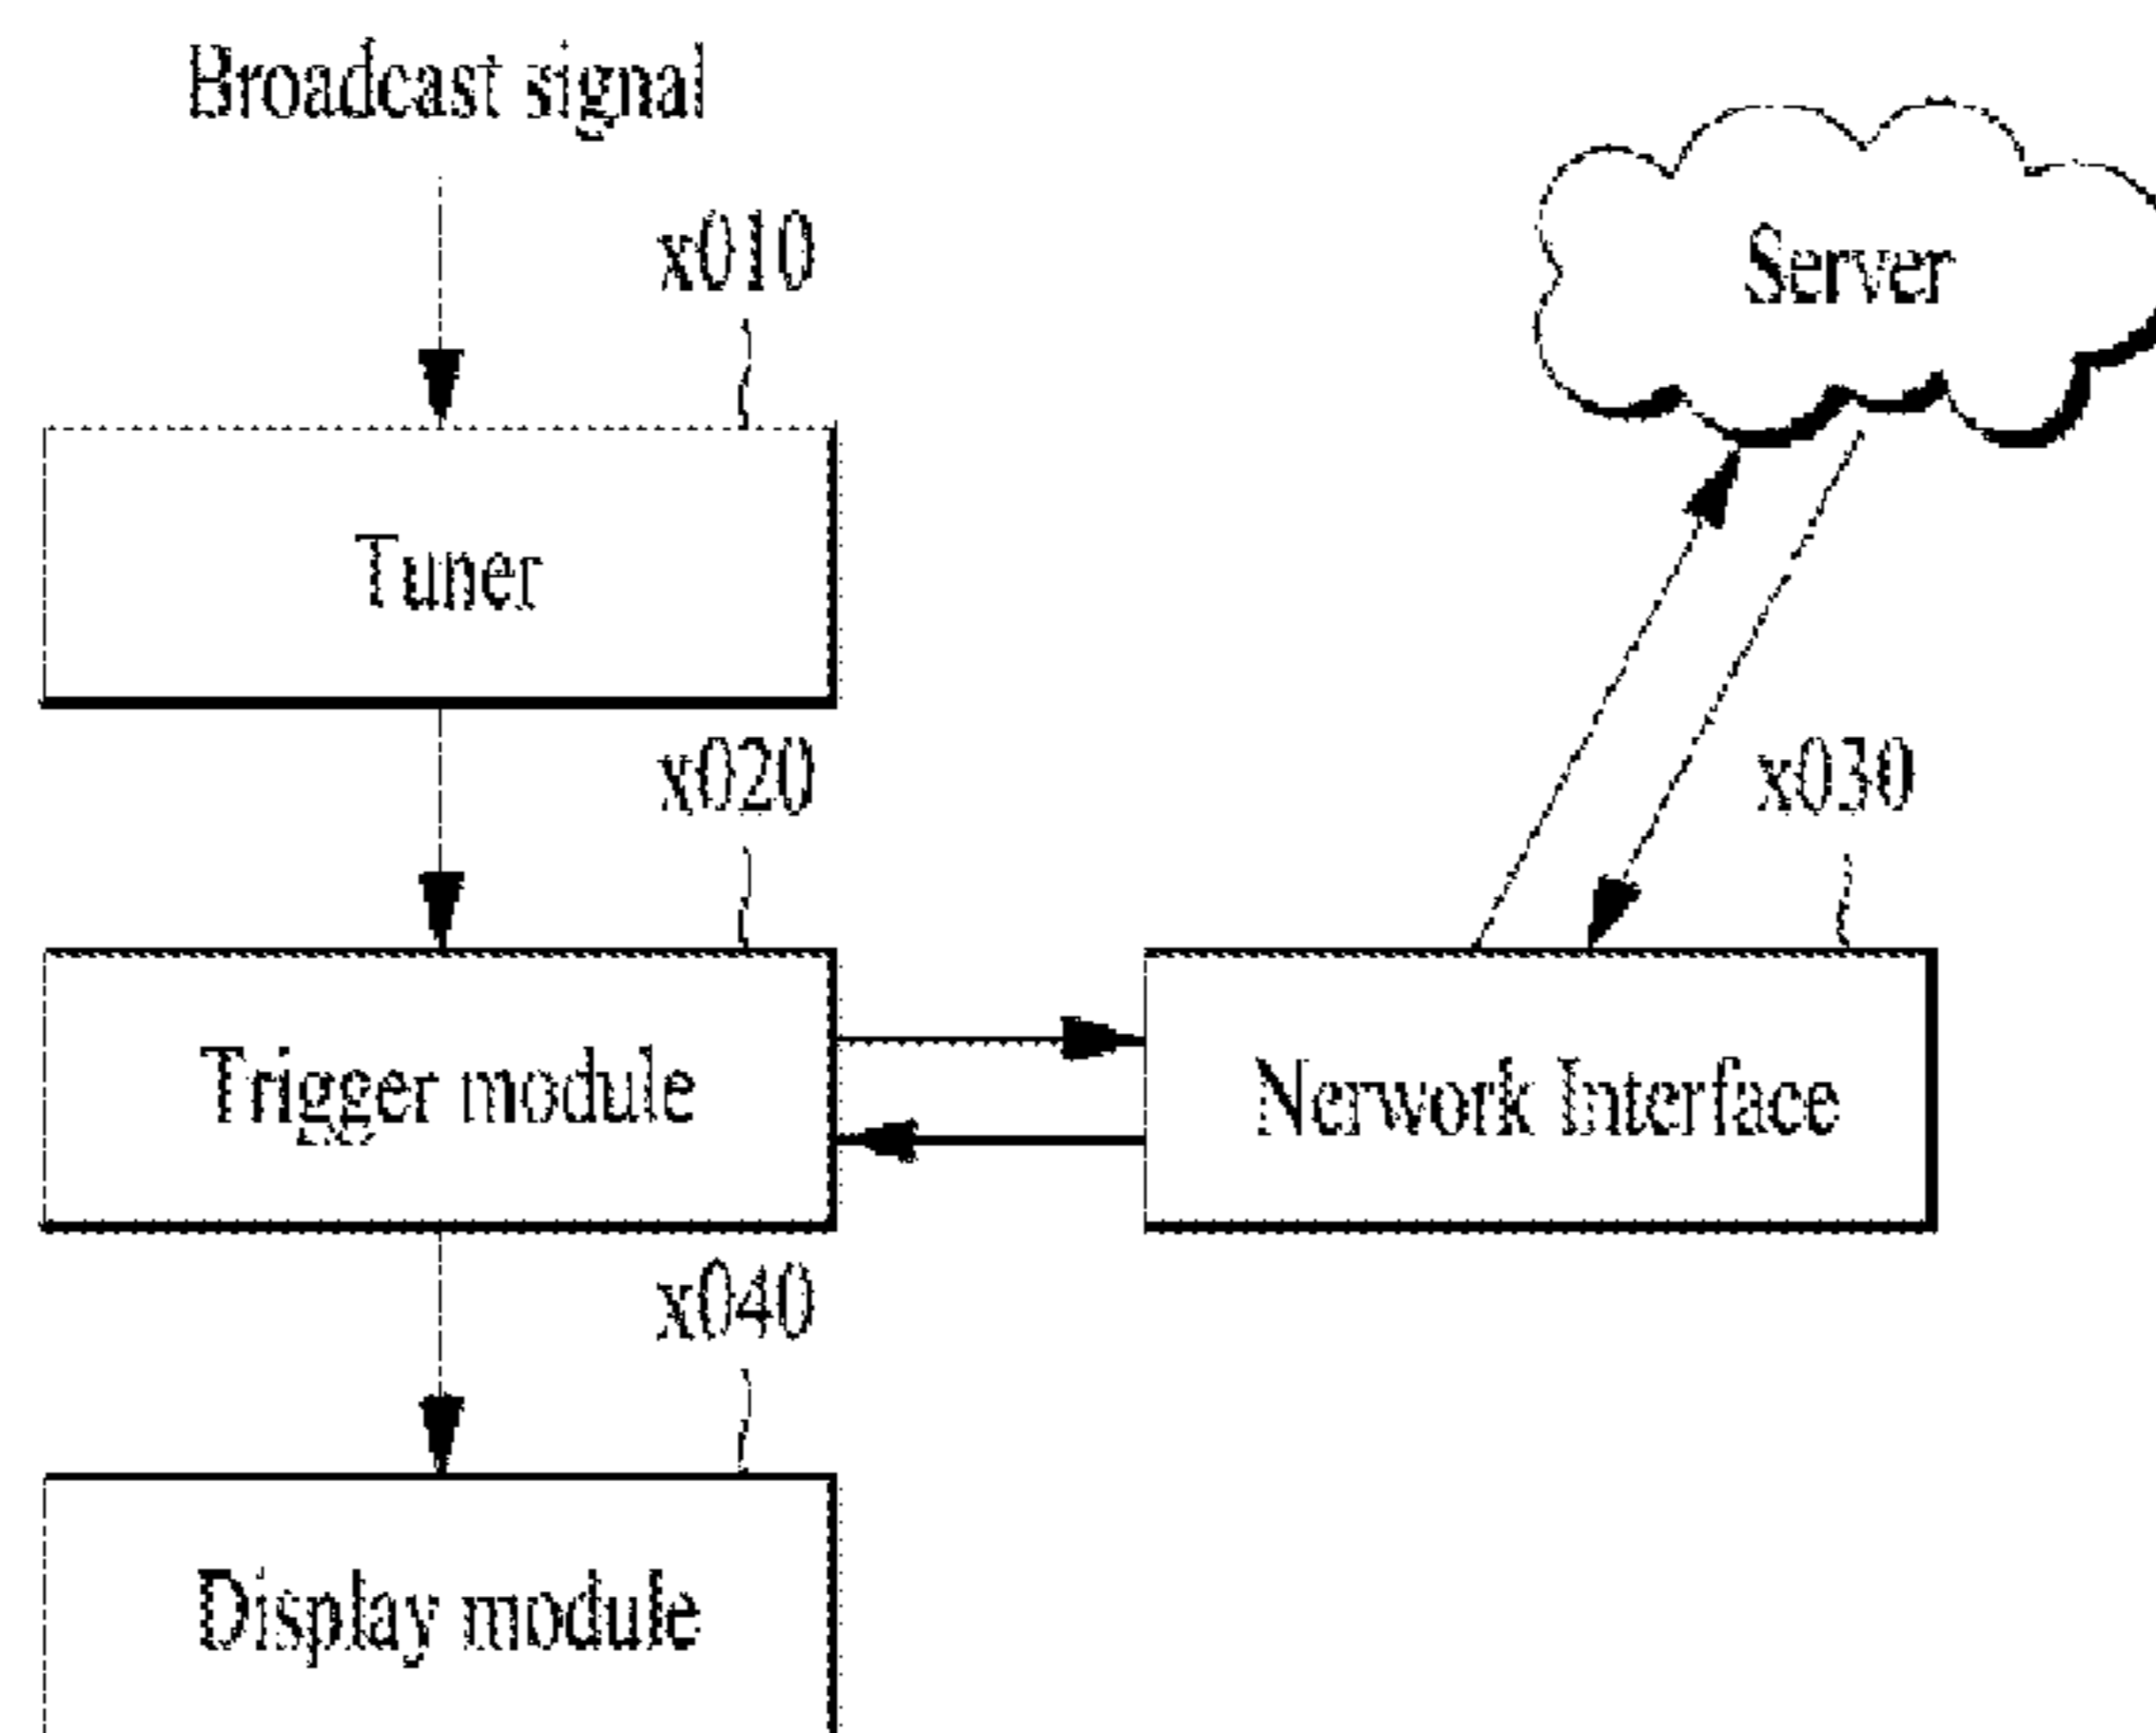 Broadcast signal
x010
Server
Tuner
x020
x030
Trigger module
Nerwork Interface
x040
Display module